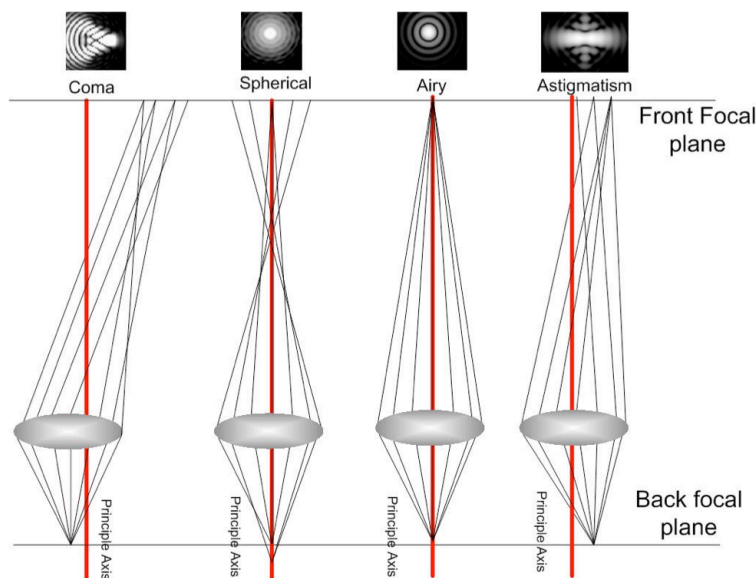 Coma
Spherical
Airy
Astigmatism
Front Focal
plane
Principle Axis
Principle Axis
Principle Axis
Principle Axis
Back focal
plane